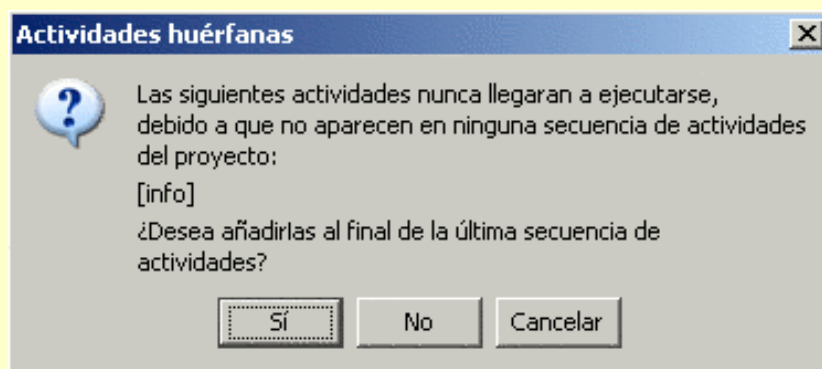 Actividades huérfanas
Las siguientes actividades nunca llegaran a ejecutarse,
debido a que no aparecen en ninguna secuencia de actividades
del proyecto:
[info]
¿Desea añadirlas al final de la última secuencia de
actividades?
Sí No Cancelar